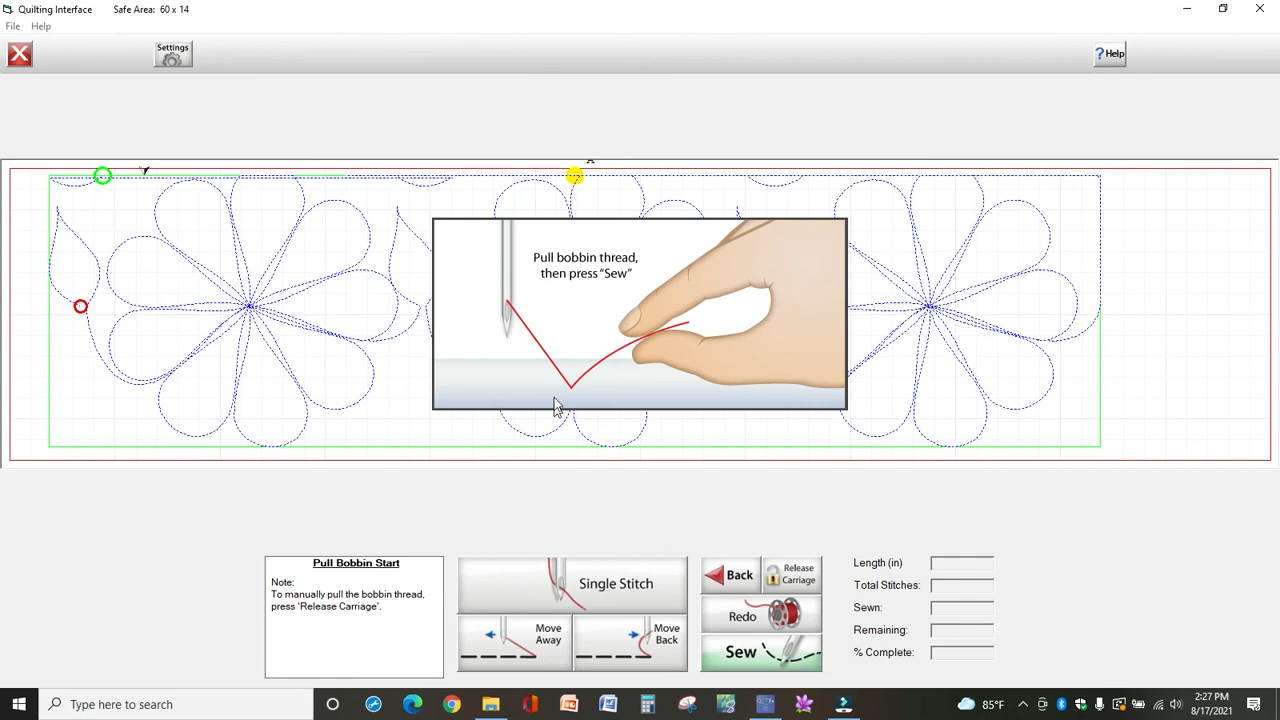 Quilting Interface Safe Area: 60 x 14
File Help
Settings
? Help
Pull bobbin thread,
then press “Sew”
Pull Bobbin Start
Note:
To manually pull the bobbin thread,
press 'Release Carriage'.
Single Stitch
Move
Away
Move
Back
Back
Release
Carriage
Redo
Sew
Length (in)
Total Stitches:
Sewn:
Remaining:
% Complete:
Type here to search
85°F
2:27 PM
8/17/2021